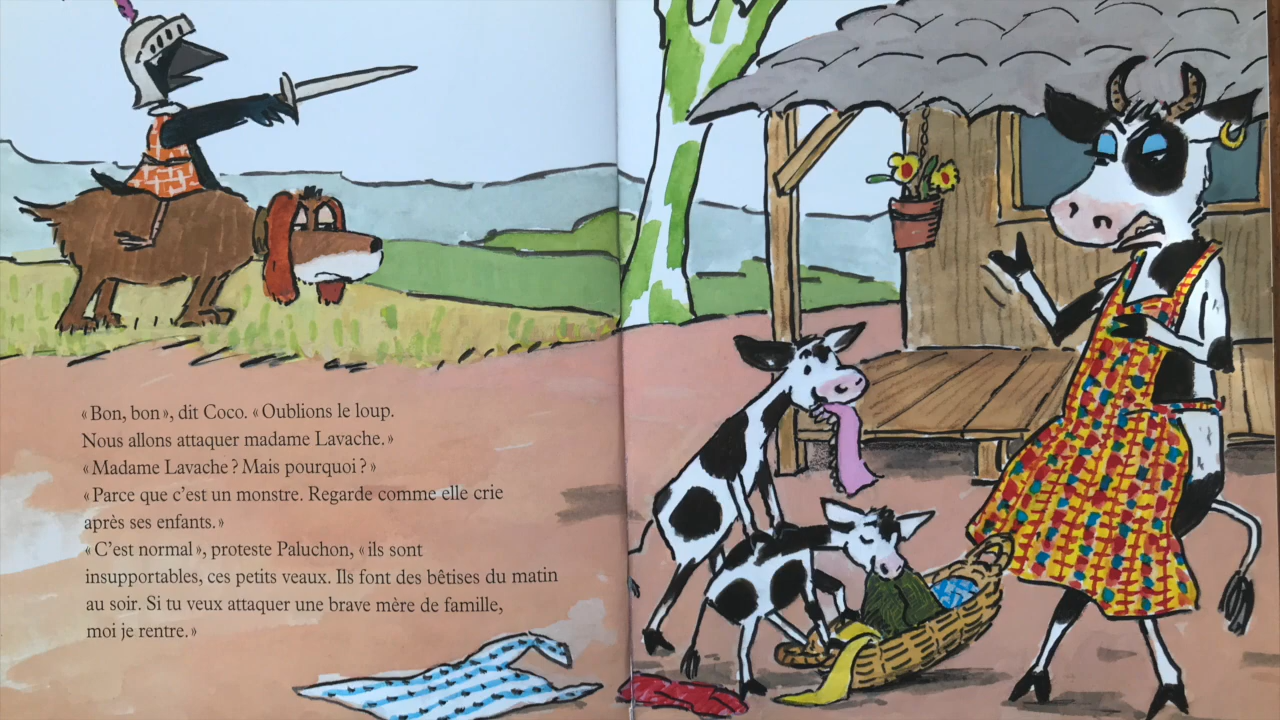 « Bon, bon », dit Coco. « Oublions le loup.
Nous allons attaquer madame Lavache. »
« Madame Lavache ? Mais pourquoi ? »
« Parce que c’est un monstre. Regarde comme elle crie
après ses enfants. »
« C’est normal », proteste Paluchon, « ils sont
insupportables, ces petits veaux. Ils font des bêtises du matin
au soir. Si tu veux attaquer une brave mère de famille,
moi je rentre. »